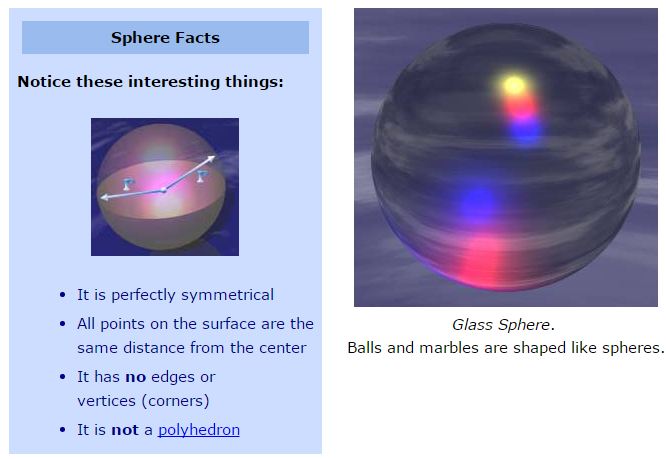 Sphere Facts
Notice these interesting things:
r
r
It is perfectly symmetrical
All points on the surface are the
same distance from the center
It has no edges or
vertices (corners)
It is not a polyhedron
Glass Sphere.
Balls and marbles are shaped like spheres.